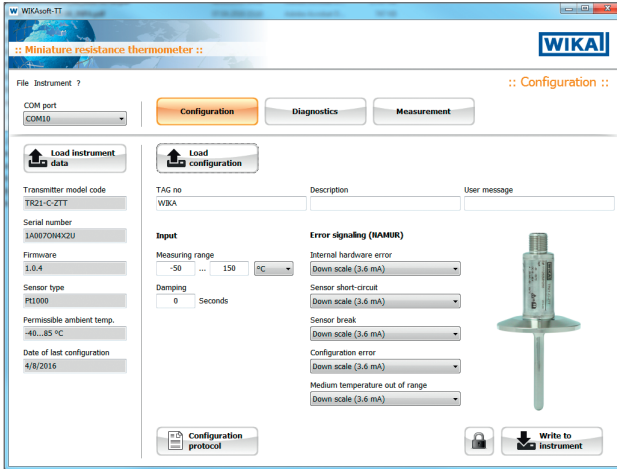 WIKAsoft-TT
:: Miniature resistance thermometer ::
WIKA
File Instrument ?
:: Configuration ::
COM port
COM10
Configuration
Diagnostics
Measurement
Load instrument
data
Load
configuration
Transmitter model code
TR21-C-ZTT
TAG no
WIKA
Description
User message
Serial number
1A007ON4X2U
Input
Error signaling (NAMUR)
Firmware
1.0.4
Measuring range
-50 ... 150 °C
Internal hardware error
Down scale (3.6 mA)
Sensor type
Pt1000
Damping
0 Seconds
Sensor short-circuit
Down scale (3.6 mA)
Permissible ambient temp.
-40...85 °C
Sensor break
Down scale (3.6 mA)
Date of last configuration
4/8/2016
Configuration error
Down scale (3.6 mA)
Medium temperature out of range
Down scale (3.6 mA)
Configuration
protocol
Write to
instrument